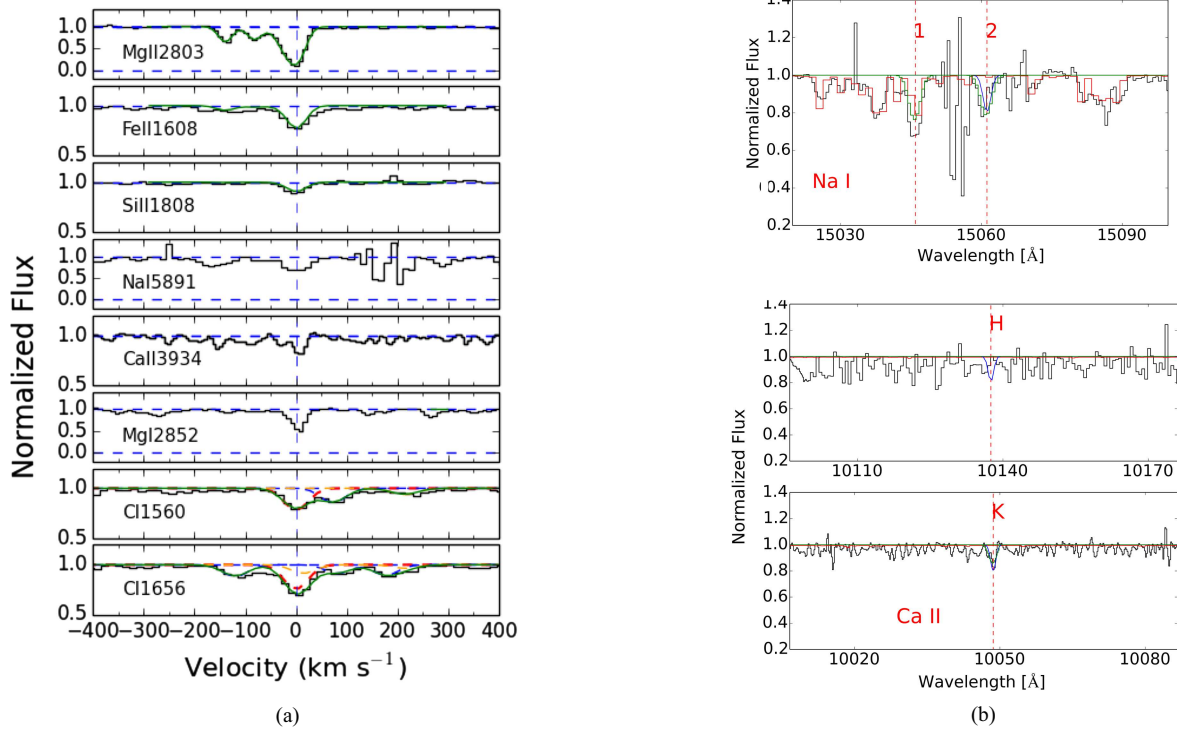 Normalized Flux
1.0
0.5
0.0
MgII2803
1.0
0.5
FeII1608
1.0
0.5
SiII1808
1.0
0.5
0.0
NaI5891
1.0
0.5
CaII3934
1.0
0.5
0.0
MgI2852
1.0
0.5
CI1560
1.0
0.5
CI1656
−400−300−200−100 0 100 200 300 400
Velocity (km s⁻¹)
(a)
Normalized Flux
1.4
1.2
1.0
0.8
0.6
0.4
0.2
1 2
Na I
15030 15060 15090
Wavelength [Å]
Normalized Flux
1.4
1.2
1.0
0.8
0.6
0.4
0.2
H
10110 10140 10170
1.4
1.2
1.0
0.8
0.6
0.4
0.2
K
Ca II
10020 10050 10080
Wavelength [Å]
(b)